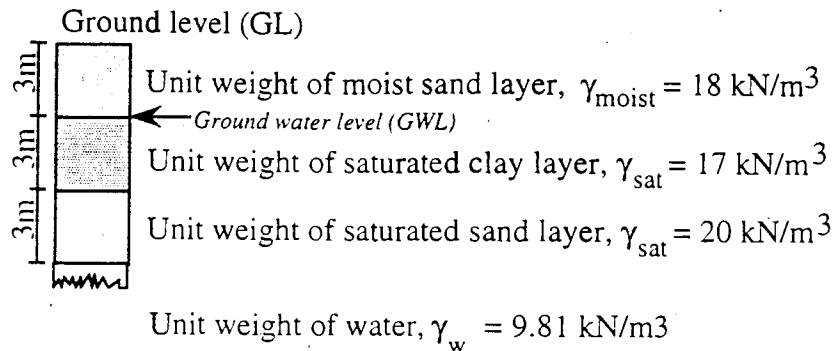 Ground level (GL)
3m
Unit weight of moist sand layer, γmoist = 18 kN/m3
Ground water level (GWL)
3m
Unit weight of saturated clay layer, γsat = 17 kN/m3
3m
Unit weight of saturated sand layer, γsat = 20 kN/m3
Unit weight of water, γw = 9.81 kN/m3